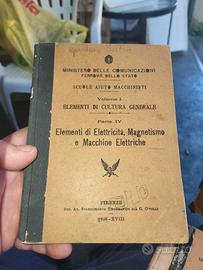 MINISTERO DELLE COMUNICAZIONI
FERROVIE DELLO STATO
SCUOLE AIUTO MACCHINISTI
Volume I.
ELEMENTI DI CULTURA GENERALE
Parte IV
Elementi di Elettricità, Magnetismo
e Macchine Elettriche
FIRENZE
1940-XVIII
subito